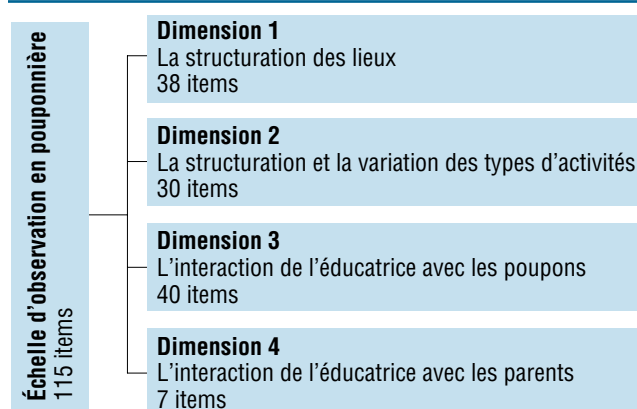 Échelle d'observation en pouponnière
115 items
Dimension 1
La structuration des lieux
38 items
Dimension 2
La structuration et la variation des types d'activités
30 items
Dimension 3
L'interaction de l'éducatrice avec les poupons
40 items
Dimension 4
L'interaction de l'éducatrice avec les parents
7 items